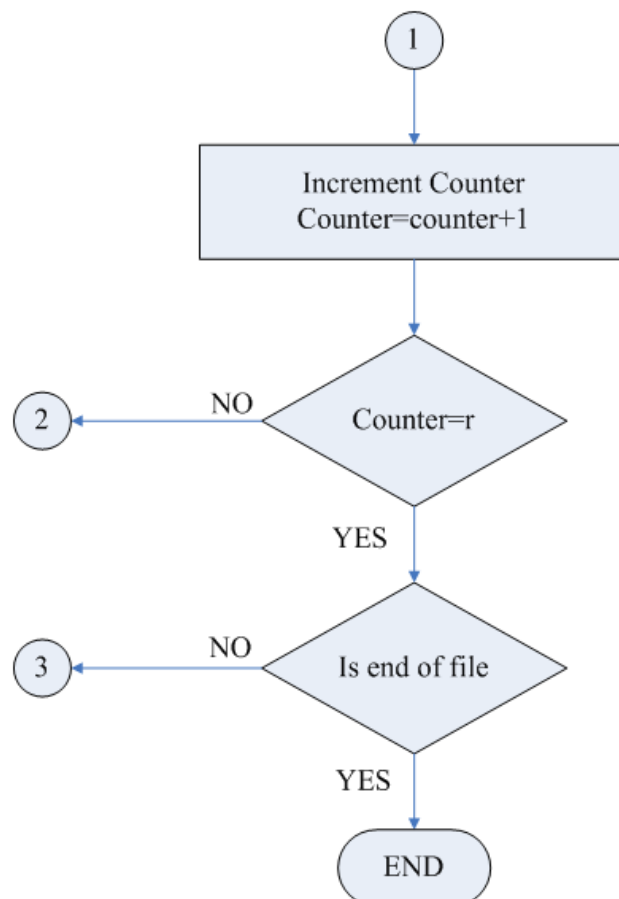 1
Increment Counter
Counter=counter+1
Counter=r
NO
2
YES
Is end of file
NO
3
YES
END